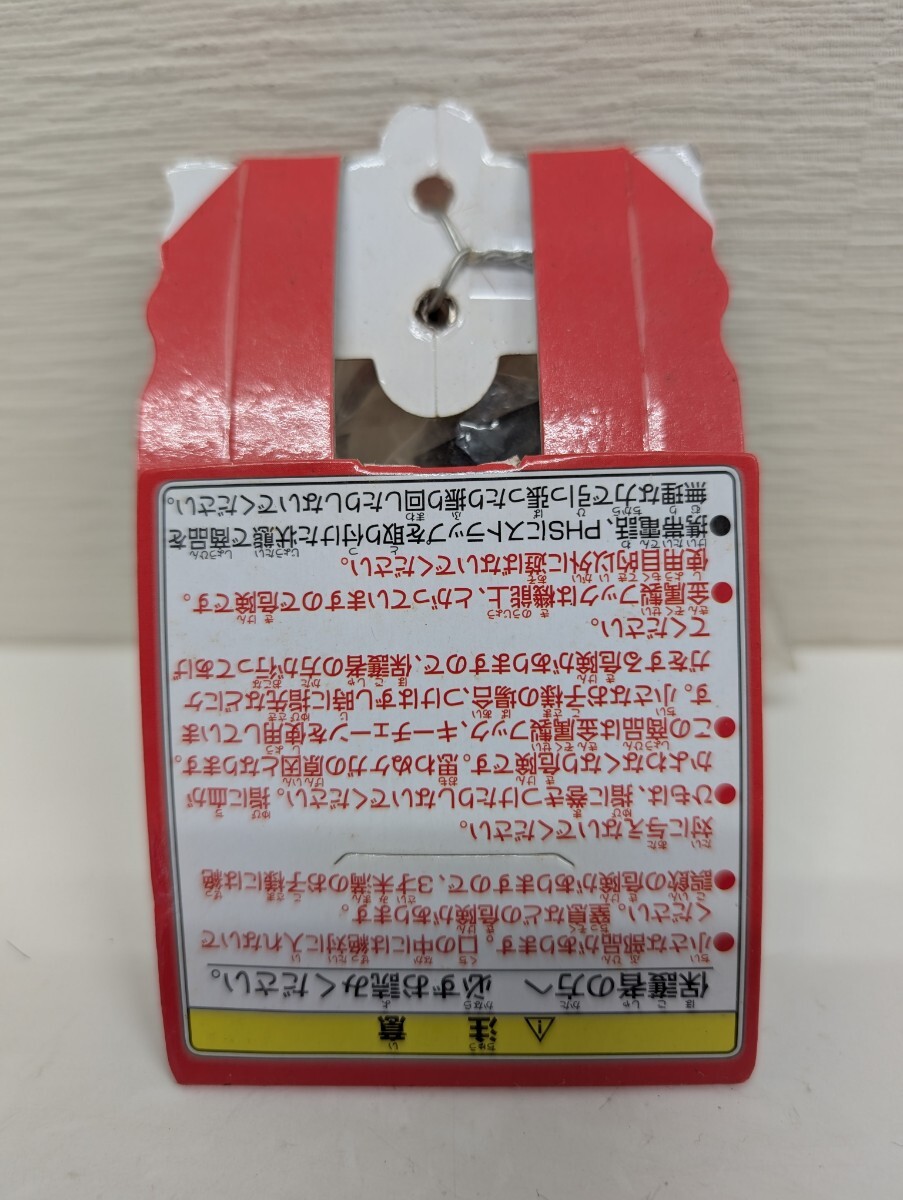 ⚠注意
保護者の方へ　必ずお読みください。
●小さな部品があります。口の中には絶対に入れないで
ください。窒息などの危険があります。
●誤飲の危険がありますので、3才未満のお子様には絶
対に与えないでください。
●ひもは、指に巻きつけたりしないでください。指に血が
かよわなくなり危険です。思わぬケガの原因となります。
●この商品は金属製フック、キーチェーンを使用していま
す。小さなお子様の場合、つけはずし時に指先などにケ
ガをする危険がありますので、保護者の方が行ってあげ
てください。
●金属製フックは機能上、とがっていますので危険です。
使用目的以外に遊ばないでください。
●携帯電話、PHSにストラップを取り付けた状態で商品を
無理な力で引っ張ったり振り回したりしないでください。